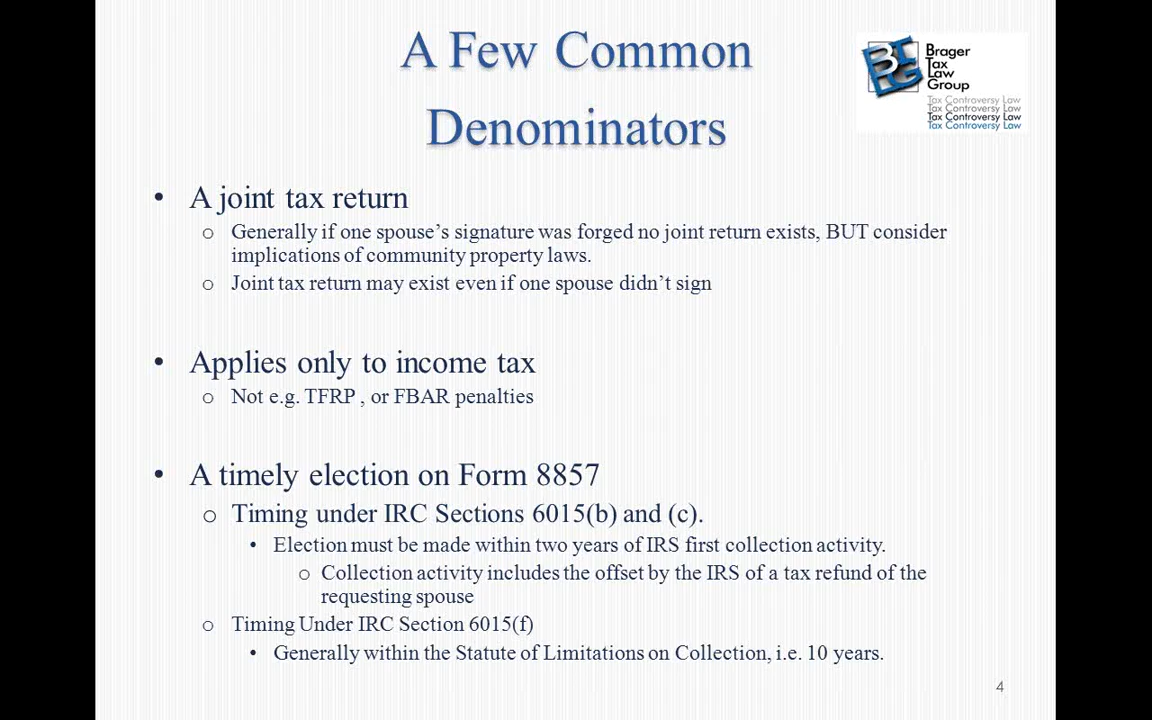 A Few Common
Denominators
Brager
Tax
Law
Group
Tax Controversy Law
Tax Controversy Law
Tax Controversy Law
Tax Controversy Law
• A joint tax return
o Generally if one spouse’s signature was forged no joint return exists, BUT consider
implications of community property laws.
o Joint tax return may exist even if one spouse didn’t sign
• Applies only to income tax
o Not e.g. TFRP , or FBAR penalties
• A timely election on Form 8857
o Timing under IRC Sections 6015(b) and (c).
• Election must be made within two years of IRS first collection activity.
o Collection activity includes the offset by the IRS of a tax refund of the
requesting spouse
o Timing Under IRC Section 6015(f)
• Generally within the Statute of Limitations on Collection, i.e. 10 years.
4